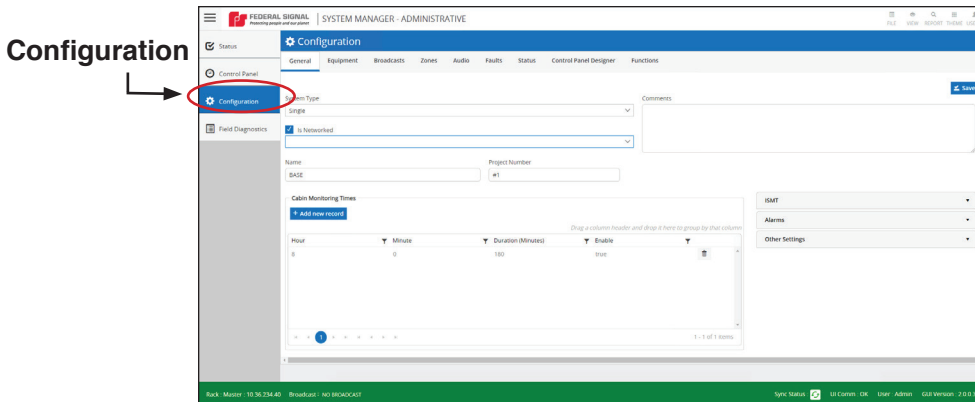 FEDERAL SIGNAL
Protecting people and our planet
SYSTEM MANAGER - ADMINISTRATIVE
FILE VIEW REPORT THEME
Configuration
Status
Control Panel
Configuration
Field Diagnostics
Configuration
General Equipment Broadcasts Zones Audio Faults Status Control Panel Designer Functions
Save
System Type
Single
Comments
Is Networked
Name
BASE
Project Number
#1
Cabin Monitoring Times
+ Add new record
Drag a column header and drop it here to group by that column
Hour Minute Duration (Minutes) Enable
8 0 180 true
1
1 - 1 of 1 items
ISMT
Alarms
Other Settings
Rack : Master : 10.36.234.40 Broadcast : NO BROADCAST Sync Status UI Comm : OK User : Admin GUI Version : 2.0.0